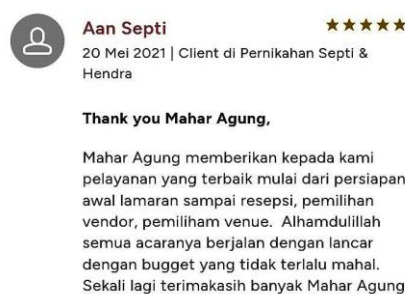 Aan Septi
20 Mei 2021 | Client di Pernikahan Septi &
Hendra
Thank you Mahar Agung,
Mahar Agung memberikan kepada kami
pelayanan yang terbaik mulai dari persiapan
awal lamaran sampai resepsi, pemilihan
vendor, pemiliham venue. Alhamdulillah
semua acaranya berjalan dengan lancar
dengan bugget yang tidak terlalu mahal.
Sekali lagi terimakasih banyak Mahar Agung